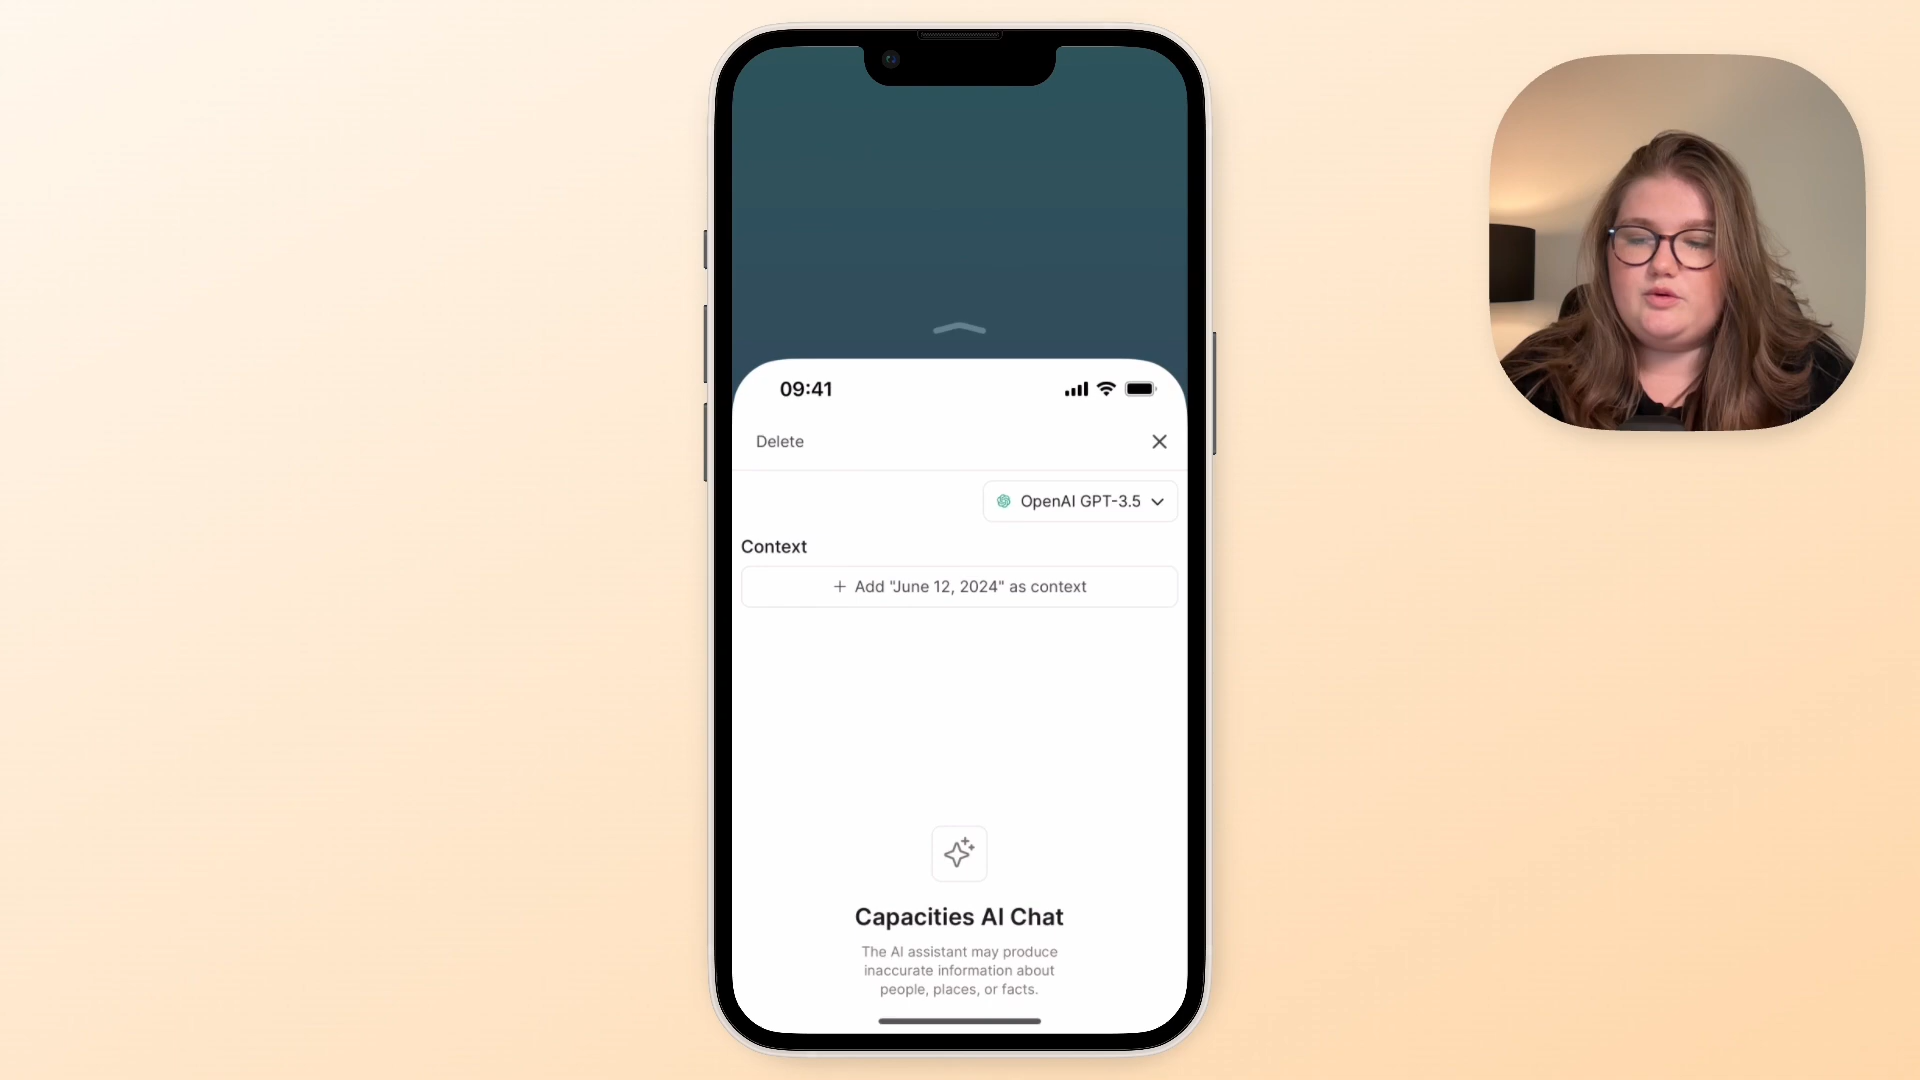 09:41
Delete
OpenAI GPT-3.5
Context
Add "June 12, 2024" as context
Capacities AI Chat
The AI assistant may produce
inaccurate information about
people, places, or facts.